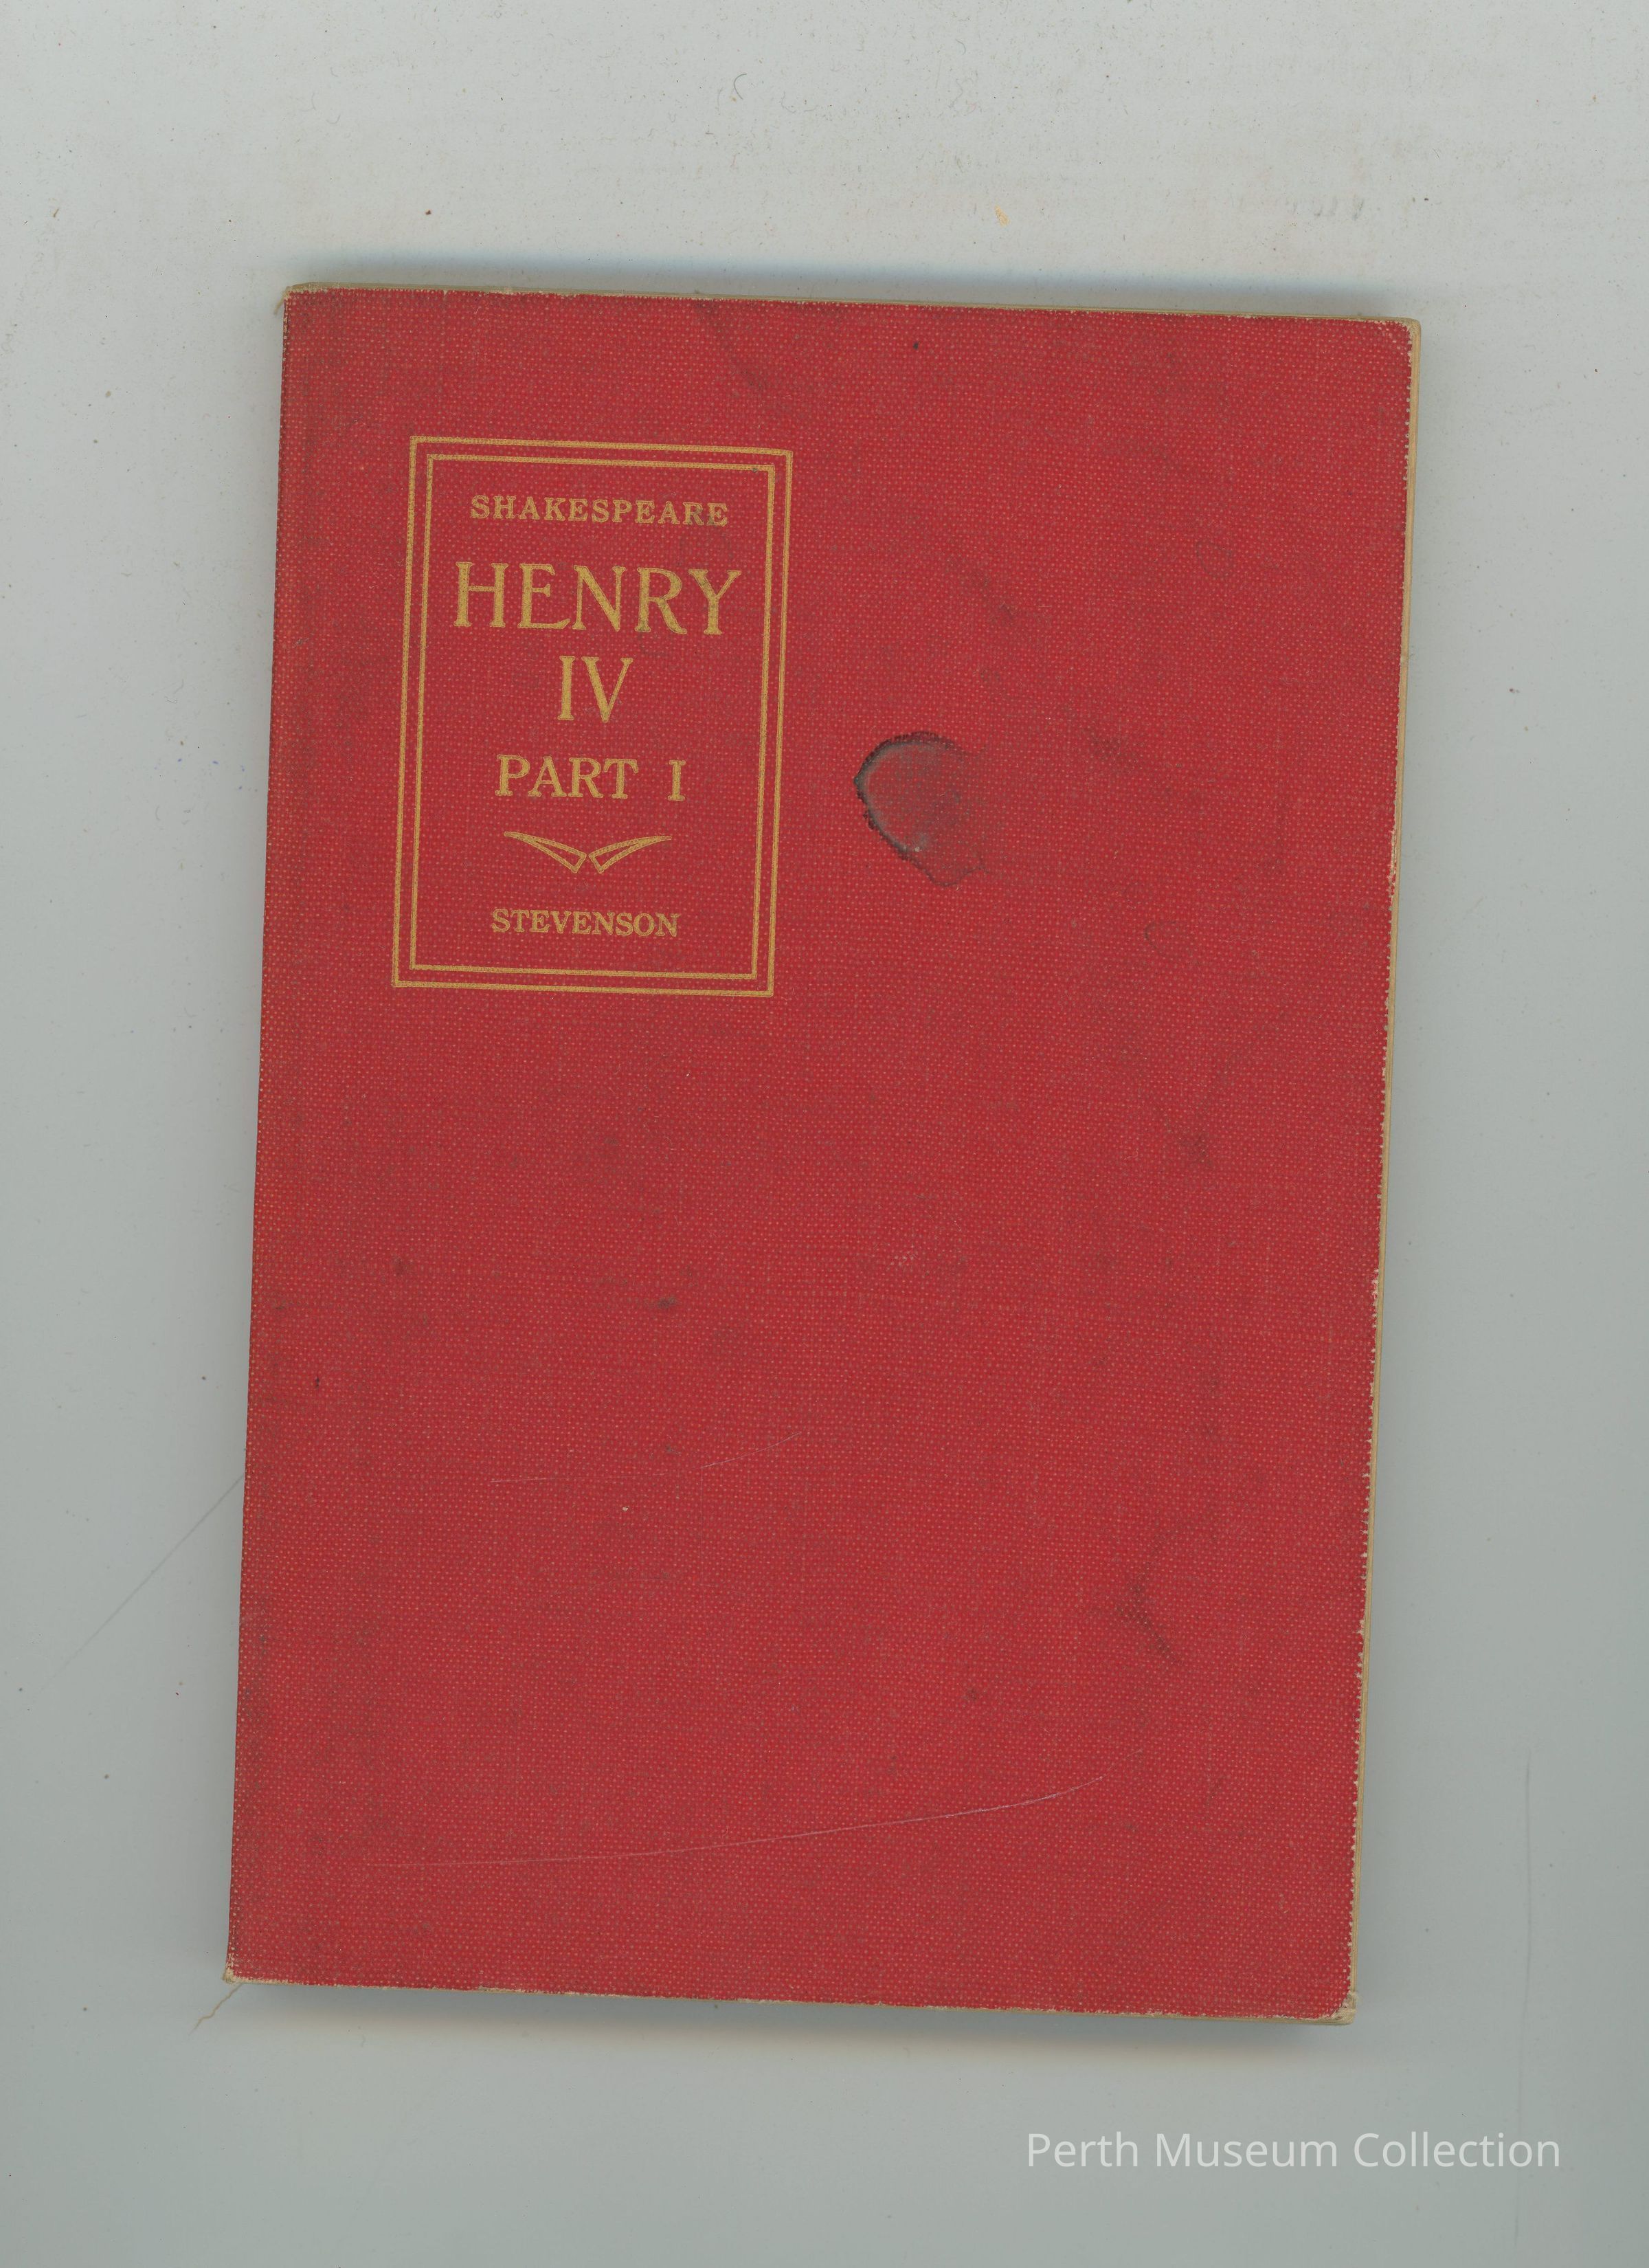 SHAKESPEARE
HENRY
IV
PART I
STEVENSON
Perth Museum Collection